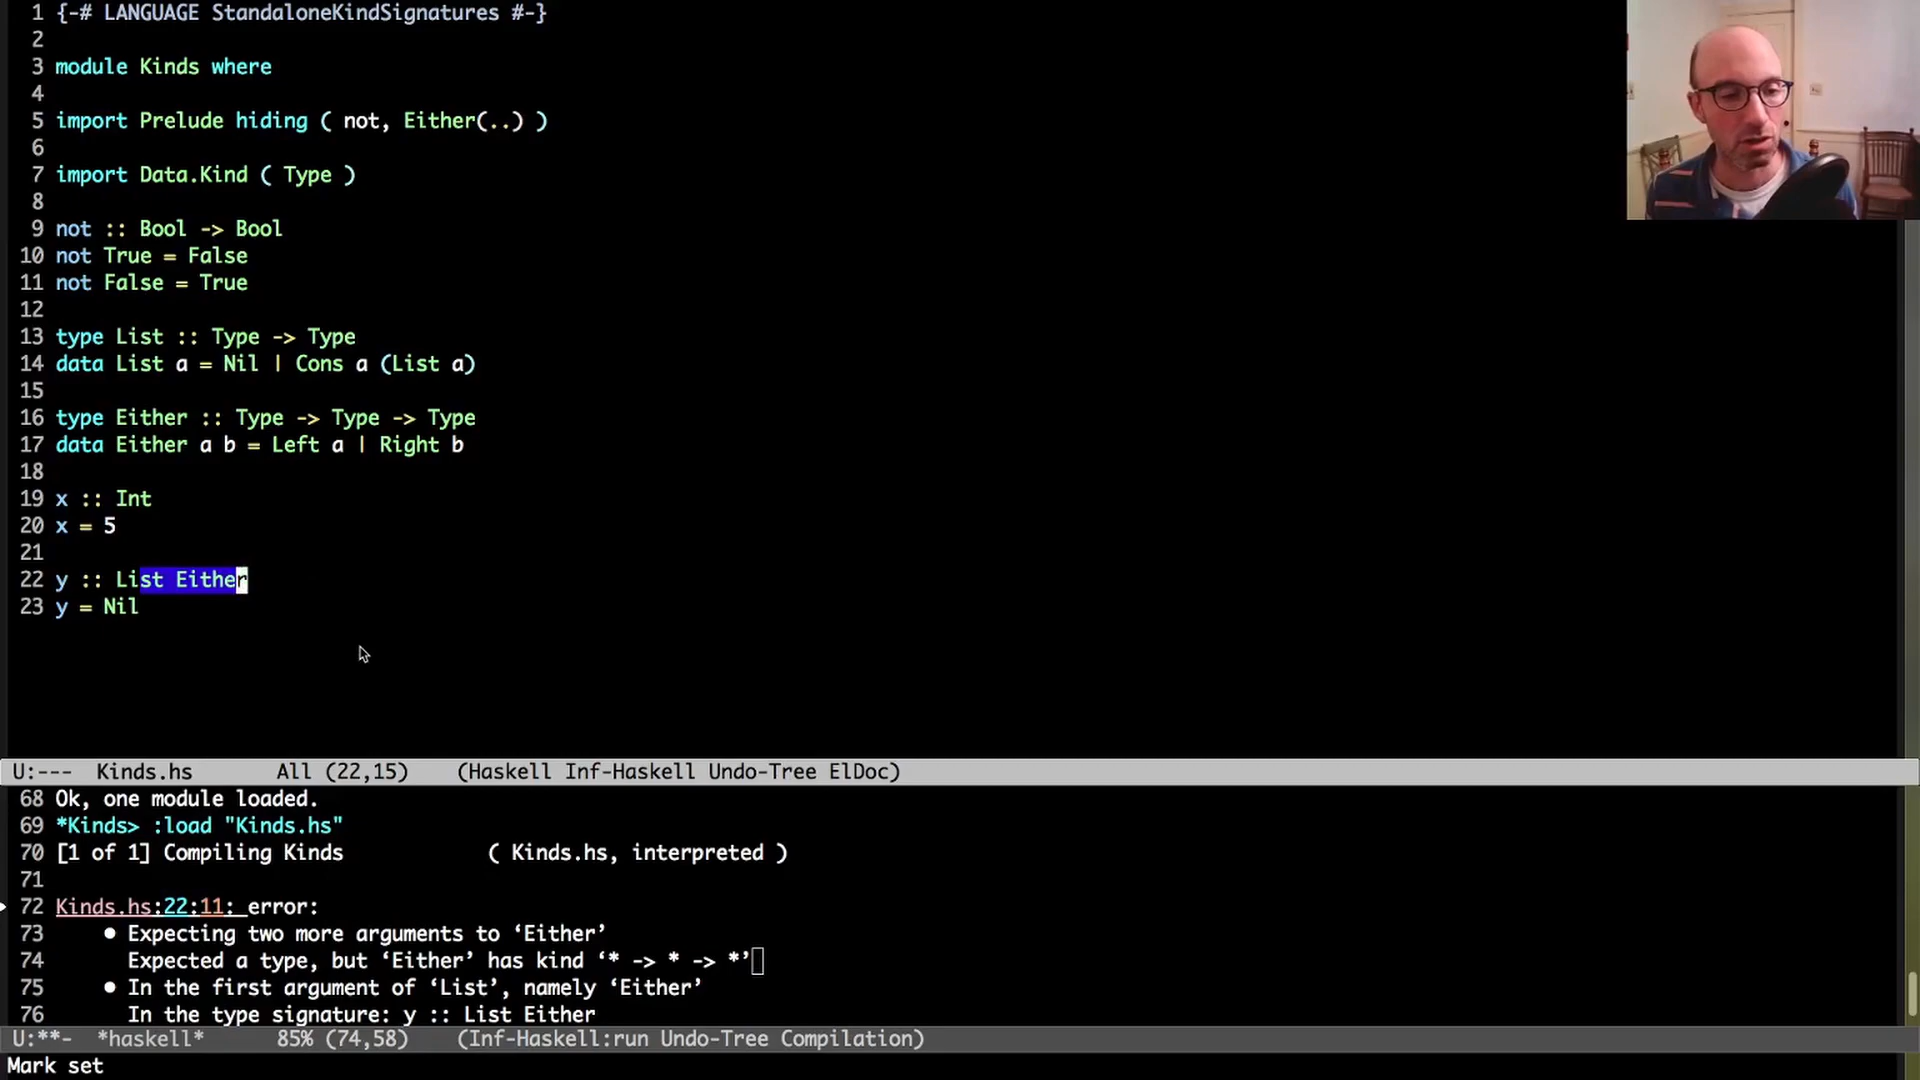 1 {-# LANGUAGE StandaloneKindSignatures #-}
2
3 module Kinds where
4
5 import Prelude hiding ( not, Either(..) )
6
7 import Data.Kind ( Type )
8
9 not :: Bool -> Bool
10 not True = False
11 not False = True
12
13 type List :: Type -> Type
14 data List a = Nil | Cons a (List a)
15
16 type Either :: Type -> Type -> Type
17 data Either a b = Left a | Right b
18
19 x :: Int
20 x = 5
21
22 y :: List Either
23 y = Nil
U:--- Kinds.hs All (22,15) (Haskell Inf-Haskell Undo-Tree ElDoc)
68 Ok, one module loaded.
69 *Kinds> :load "Kinds.hs"
70 [1 of 1] Compiling Kinds ( Kinds.hs, interpreted )
71
72 Kinds.hs:22:11: error:
73 • Expecting two more arguments to ‘Either’
74 Expected a type, but ‘Either’ has kind ‘* -> * -> *’
75 • In the first argument of ‘List’, namely ‘Either’
76 In the type signature: y :: List Either
U:**- *haskell* 85% (74,58) (Inf-Haskell:run Undo-Tree Compilation)
Mark set